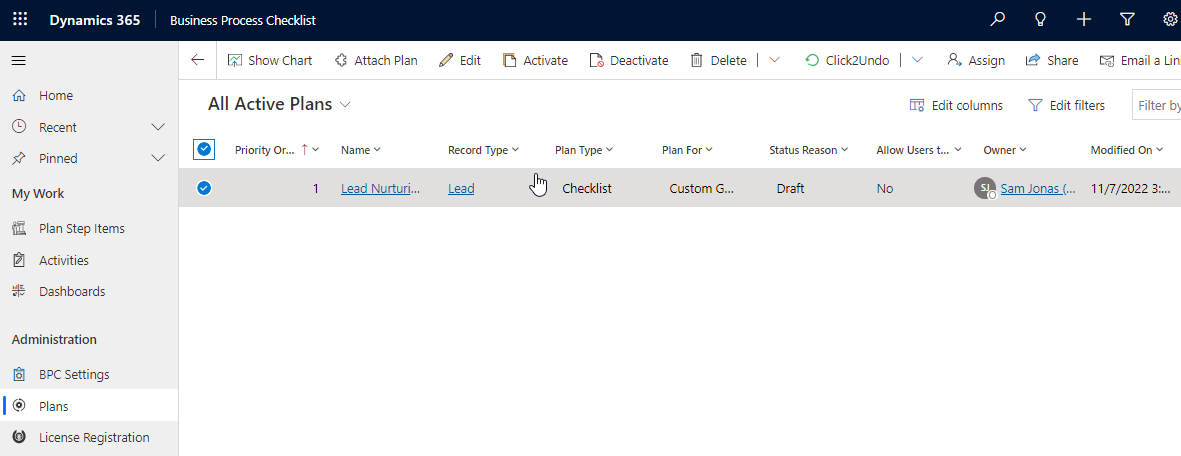 Dynamics 365 Business Process Checklist
Show Chart Attach Plan Edit Activate Deactivate Delete Click2Undo Assign Share Email a Lin
Home
Recent
Pinned
My Work
Plan Step Items
Activities
Dashboards
Administration
BPC Settings
Plans
License Registration
All Active Plans
Edit columns Edit filters Filter by
Priority Or... Name Record Type Plan Type Plan For Status Reason Allow Users t... Owner Modified On
1 Lead Nurturi... Lead Checklist Custom G... Draft No SJ Sam Jonas (... 11/7/2022 3:...